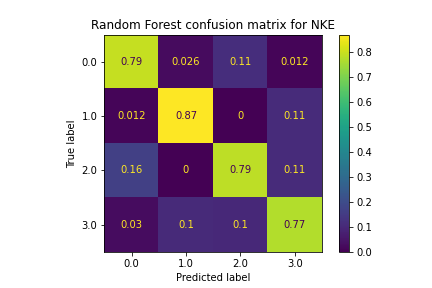 Random Forest confusion matrix for NKE
True label
0.0 0.79 0.026 0.11 0.012
1.0 0.012 0.87 0 0.11
2.0 0.16 0 0.79 0.11
3.0 0.03 0.1 0.1 0.77
0.0 1.0 2.0 3.0
Predicted label
0.8
0.7
0.6
0.5
0.4
0.3
0.2
0.1
0.0